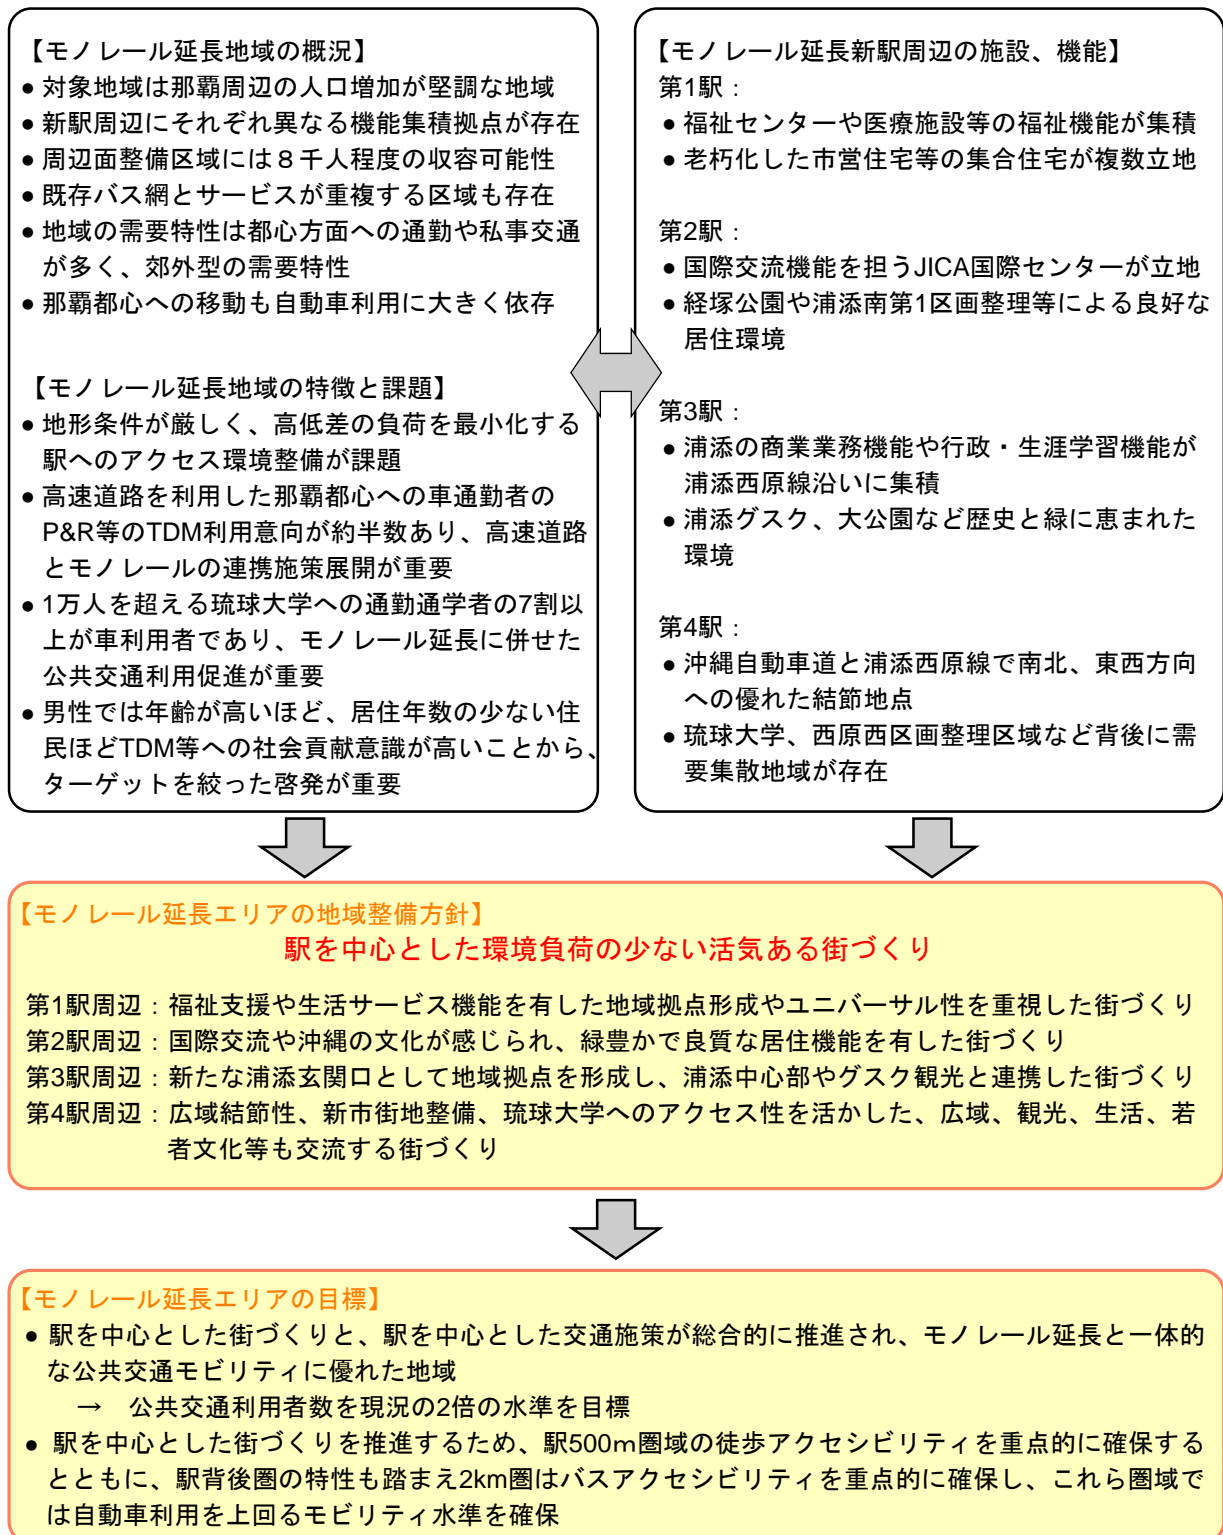 【モノレール延長地域の概況】
● 対象地域は那覇周辺の人口増加が堅調な地域
● 新駅周辺にそれぞれ異なる機能集積拠点が存在
● 周辺面整備区域には８千人程度の収容可能性
● 既存バス網とサービスが重複する区域も存在
● 地域の需要特性は都心方面への通勤や私事交通
が多く、郊外型の需要特性
● 那覇都心への移動も自動車利用に大きく依存
【モノレール延長地域の特徴と課題】
● 地形条件が厳しく、高低差の負荷を最小化する
駅へのアクセス環境整備が課題
● 高速道路を利用した那覇都心への車通勤者の
P&R等のTDM利用意向が約半数あり、高速道路
とモノレールの連携施策展開が重要
● 1万人を超える琉球大学への通勤通学者の7割以
上が車利用者であり、モノレール延長に併せた
公共交通利用促進が重要
● 男性では年齢が高いほど、居住年数の少ない住
民ほどTDM等への社会貢献意識が高いことから、
ターゲットを絞った啓発が重要
【モノレール延長新駅周辺の施設、機能】
第1駅：
● 福祉センターや医療施設等の福祉機能が集積
● 老朽化した市営住宅等の集合住宅が複数立地
第2駅：
● 国際交流機能を担うJICA国際センターが立地
● 経塚公園や浦添南第1区画整理等による良好な
居住環境
第3駅：
● 浦添の商業業務機能や行政・生涯学習機能が
浦添西原線沿いに集積
● 浦添グスク、大公園など歴史と緑に恵まれた
環境
第4駅：
● 沖縄自動車道と浦添西原線で南北、東西方向
への優れた結節地点
● 琉球大学、西原西区画整理区域など背後に需
要集散地域が存在
【モノレール延長エリアの地域整備方針】
駅を中心とした環境負荷の少ない活気ある街づくり
第1駅周辺：福祉支援や生活サービス機能を有した地域拠点形成やユニバーサル性を重視した街づくり
第2駅周辺：国際交流や沖縄の文化が感じられ、緑豊かで良質な居住機能を有した街づくり
第3駅周辺：新たな浦添玄関口として地域拠点を形成し、浦添中心部やグスク観光と連携した街づくり
第4駅周辺：広域結節性、新市街地整備、琉球大学へのアクセス性を活かした、広域、観光、生活、若
者文化等も交流する街づくり
【モノレール延長エリアの目標】
● 駅を中心とした街づくりと、駅を中心とした交通施策が総合的に推進され、モノレール延長と一体的
な公共交通モビリティに優れた地域
→　公共交通利用者数を現況の2倍の水準を目標
● 駅を中心とした街づくりを推進するため、駅500ｍ圏域の徒歩アクセシビリティを重点的に確保する
とともに、駅背後圏の特性も踏まえ2km圏はバスアクセシビリティを重点的に確保し、これら圏域で
は自動車利用を上回るモビリティ水準を確保